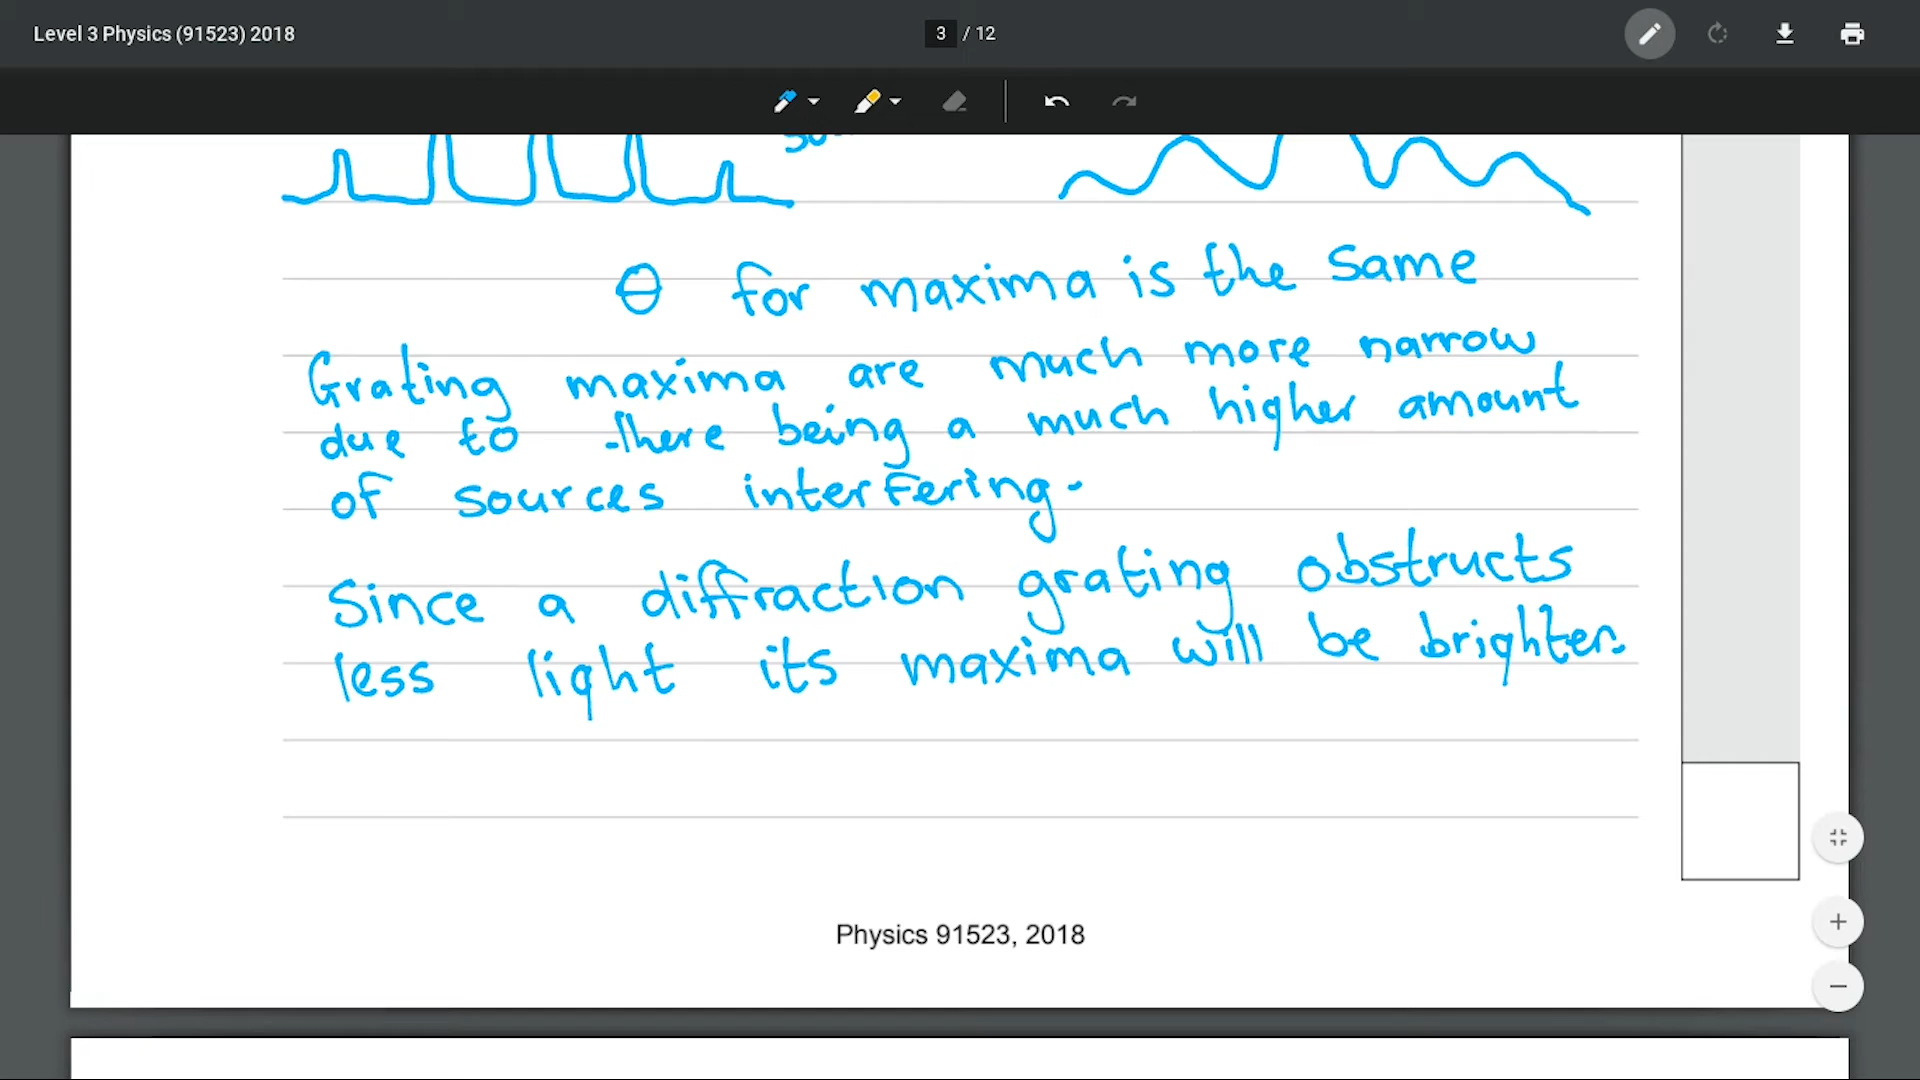 Level 3 Physics (91523) 2018
3 / 12
θ for maxima is the same
Grating maxima are much more narrow
due to there being a much higher amount
of sources interfering.
Since a diffraction grating obstructs
less light its maxima will be brighter.
Physics 91523, 2018